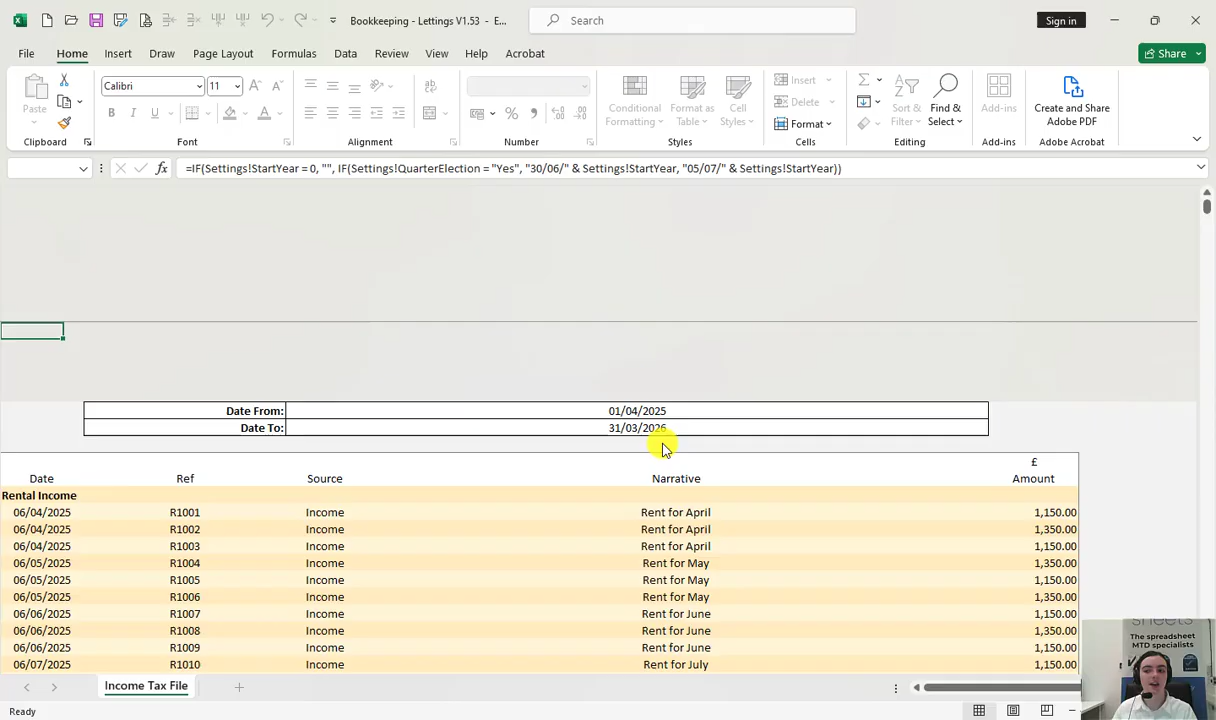 Bookkeeping - Lettings V1.53 - E...
Search
Sign in
File Home Insert Draw Page Layout Formulas Data Review View Help Acrobat
Share
Paste
Calibri 11
B I U
Conditional Formatting
Format as Table
Cell Styles
Insert
Delete
Format
Sort & Filter
Find & Select
Add-ins
Create and Share Adobe PDF
Clipboard Font Alignment Number Styles Cells Editing Add-ins Adobe Acrobat
fx =IF(Settings!StartYear = 0, "", IF(Settings!QuarterElection = "Yes", "30/06/" & Settings!StartYear, "05/07/" & Settings!StartYear))
Date From: 01/04/2025
Date To: 31/03/2026
£
Date Ref Source Narrative Amount
Rental Income
06/04/2025 R1001 Income Rent for April 1,150.00
06/04/2025 R1002 Income Rent for April 1,350.00
06/04/2025 R1003 Income Rent for April 1,150.00
06/05/2025 R1004 Income Rent for May 1,350.00
06/05/2025 R1005 Income Rent for May 1,150.00
06/05/2025 R1006 Income Rent for May 1,350.00
06/06/2025 R1007 Income Rent for June 1,150.00
06/06/2025 R1008 Income Rent for June 1,350.00
06/06/2025 R1009 Income Rent for June 1,150.00
06/07/2025 R1010 Income Rent for July 1,150.00
sheets
The spreadsheet
MTD specialists
Income Tax File
Ready